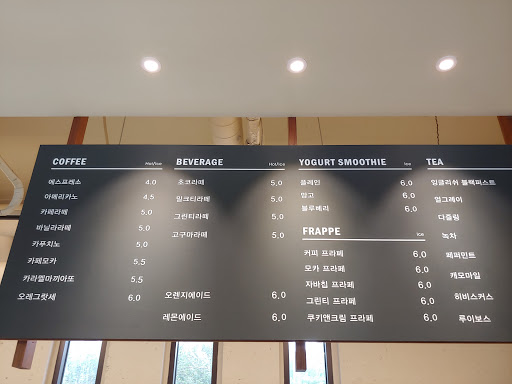 COFFEE Hot/Ice
에스프레소 4.0
아메리카노 4.5
카페라떼 5.0
바닐라라떼 5.0
카푸치노 5.0
카페모카 5.5
카라멜마끼아또 5.5
오레그랏세 6.0
BEVERAGE Hot/Ice
초코라떼 5.0
밀크티라떼 5.0
그린티라떼 5.0
고구마라떼 5.0
오렌지에이드 6.0
레몬에이드 6.0
YOGURT SMOOTHIE Ice
플레인 6.0
망고 6.0
블루베리 6.0
FRAPPE Ice
커피 프라페 6.0
모카 프라페 6.0
자바칩 프라페 6.0
그린티 프라페 6.0
쿠키앤크림 프라페 6.0
TEA
잉글리쉬 블랙퍼스트
얼그레이
다즐링
녹차
페퍼민트
캐모마일
히비스커스
루이보스